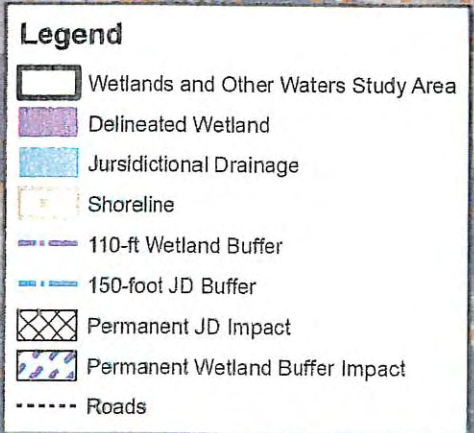 Legend
Wetlands and Other Waters Study Area
Delineated Wetland
Jursidictional Drainage
Shoreline
110-ft Wetland Buffer
150-foot JD Buffer
Permanent JD Impact
Permanent Wetland Buffer Impact
Roads